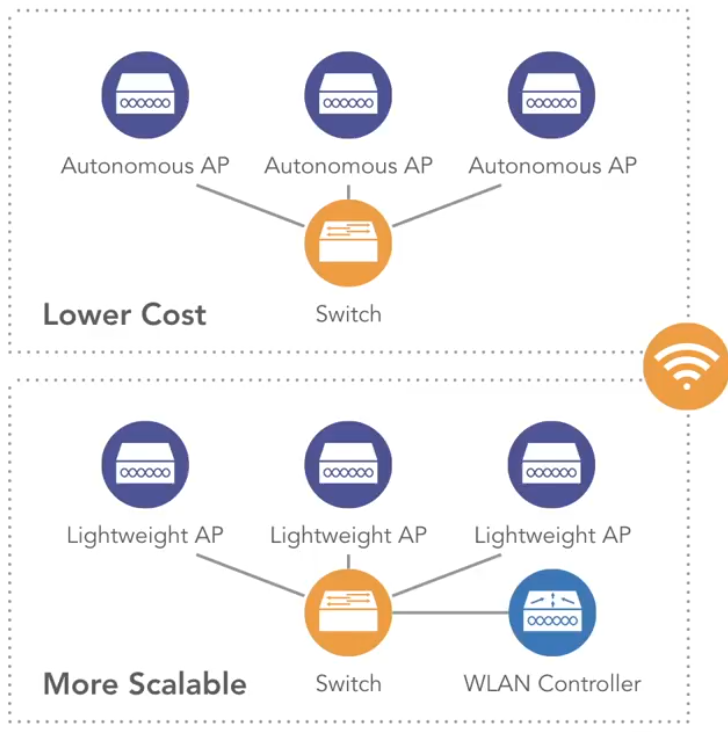 Autonomous AP Autonomous AP Autonomous AP
Lower Cost Switch
Lightweight AP Lightweight AP Lightweight AP
More Scalable Switch WLAN Controller